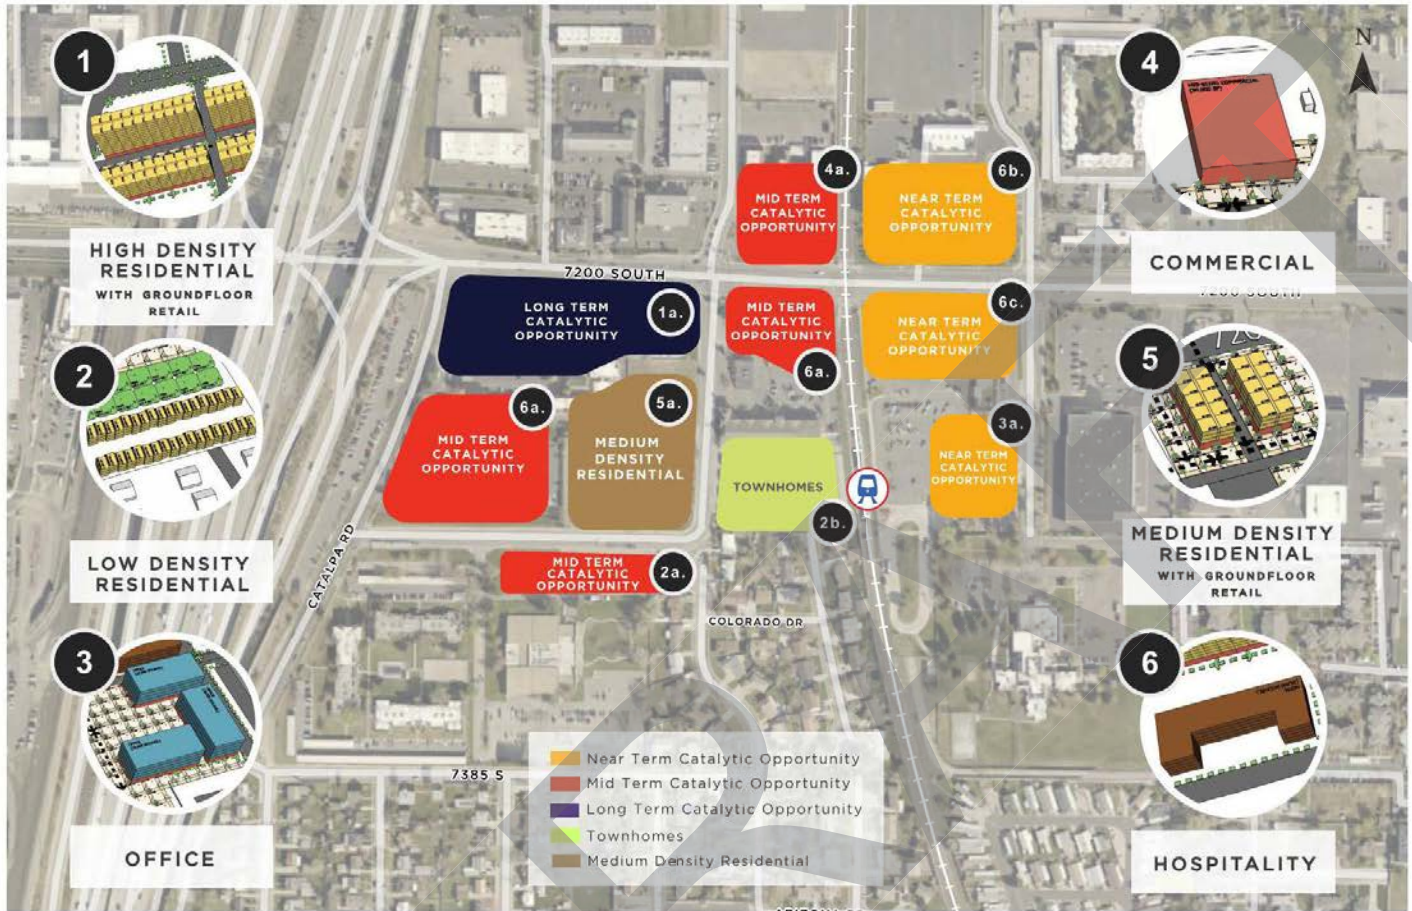 1
HIGH DENSITY
RESIDENTIAL
WITH GROUNDFLOOR
RETAIL
2
LOW DENSITY
RESIDENTIAL
3
OFFICE
4
COMMERCIAL
5
MEDIUM DENSITY
RESIDENTIAL
WITH GROUNDFLOOR
RETAIL
6
HOSPITALITY
N
4a.
MID TERM
CATALYTIC
OPPORTUNITY
6b.
NEAR TERM
CATALYTIC
OPPORTUNITY
7200 SOUTH
7200 SOUTH
1a.
LONG TERM
CATALYTIC
OPPORTUNITY
MID TERM
CATALYTIC
OPPORTUNITY
6a.
6c.
NEAR TERM
CATALYTIC
OPPORTUNITY
6a.
MID TERM
CATALYTIC
OPPORTUNITY
5a.
MEDIUM
DENSITY
RESIDENTIAL
TOWNHOMES
2b.
3a.
NEAR TERM
CATALYTIC
OPPORTUNITY
CATALPA RD
MID TERM
CATALYTIC
OPPORTUNITY
2a.
COLORADO DR
7385 S
Near Term Catalytic Opportunity
Mid Term Catalytic Opportunity
Long Term Catalytic Opportunity
Townhomes
Medium Density Residential